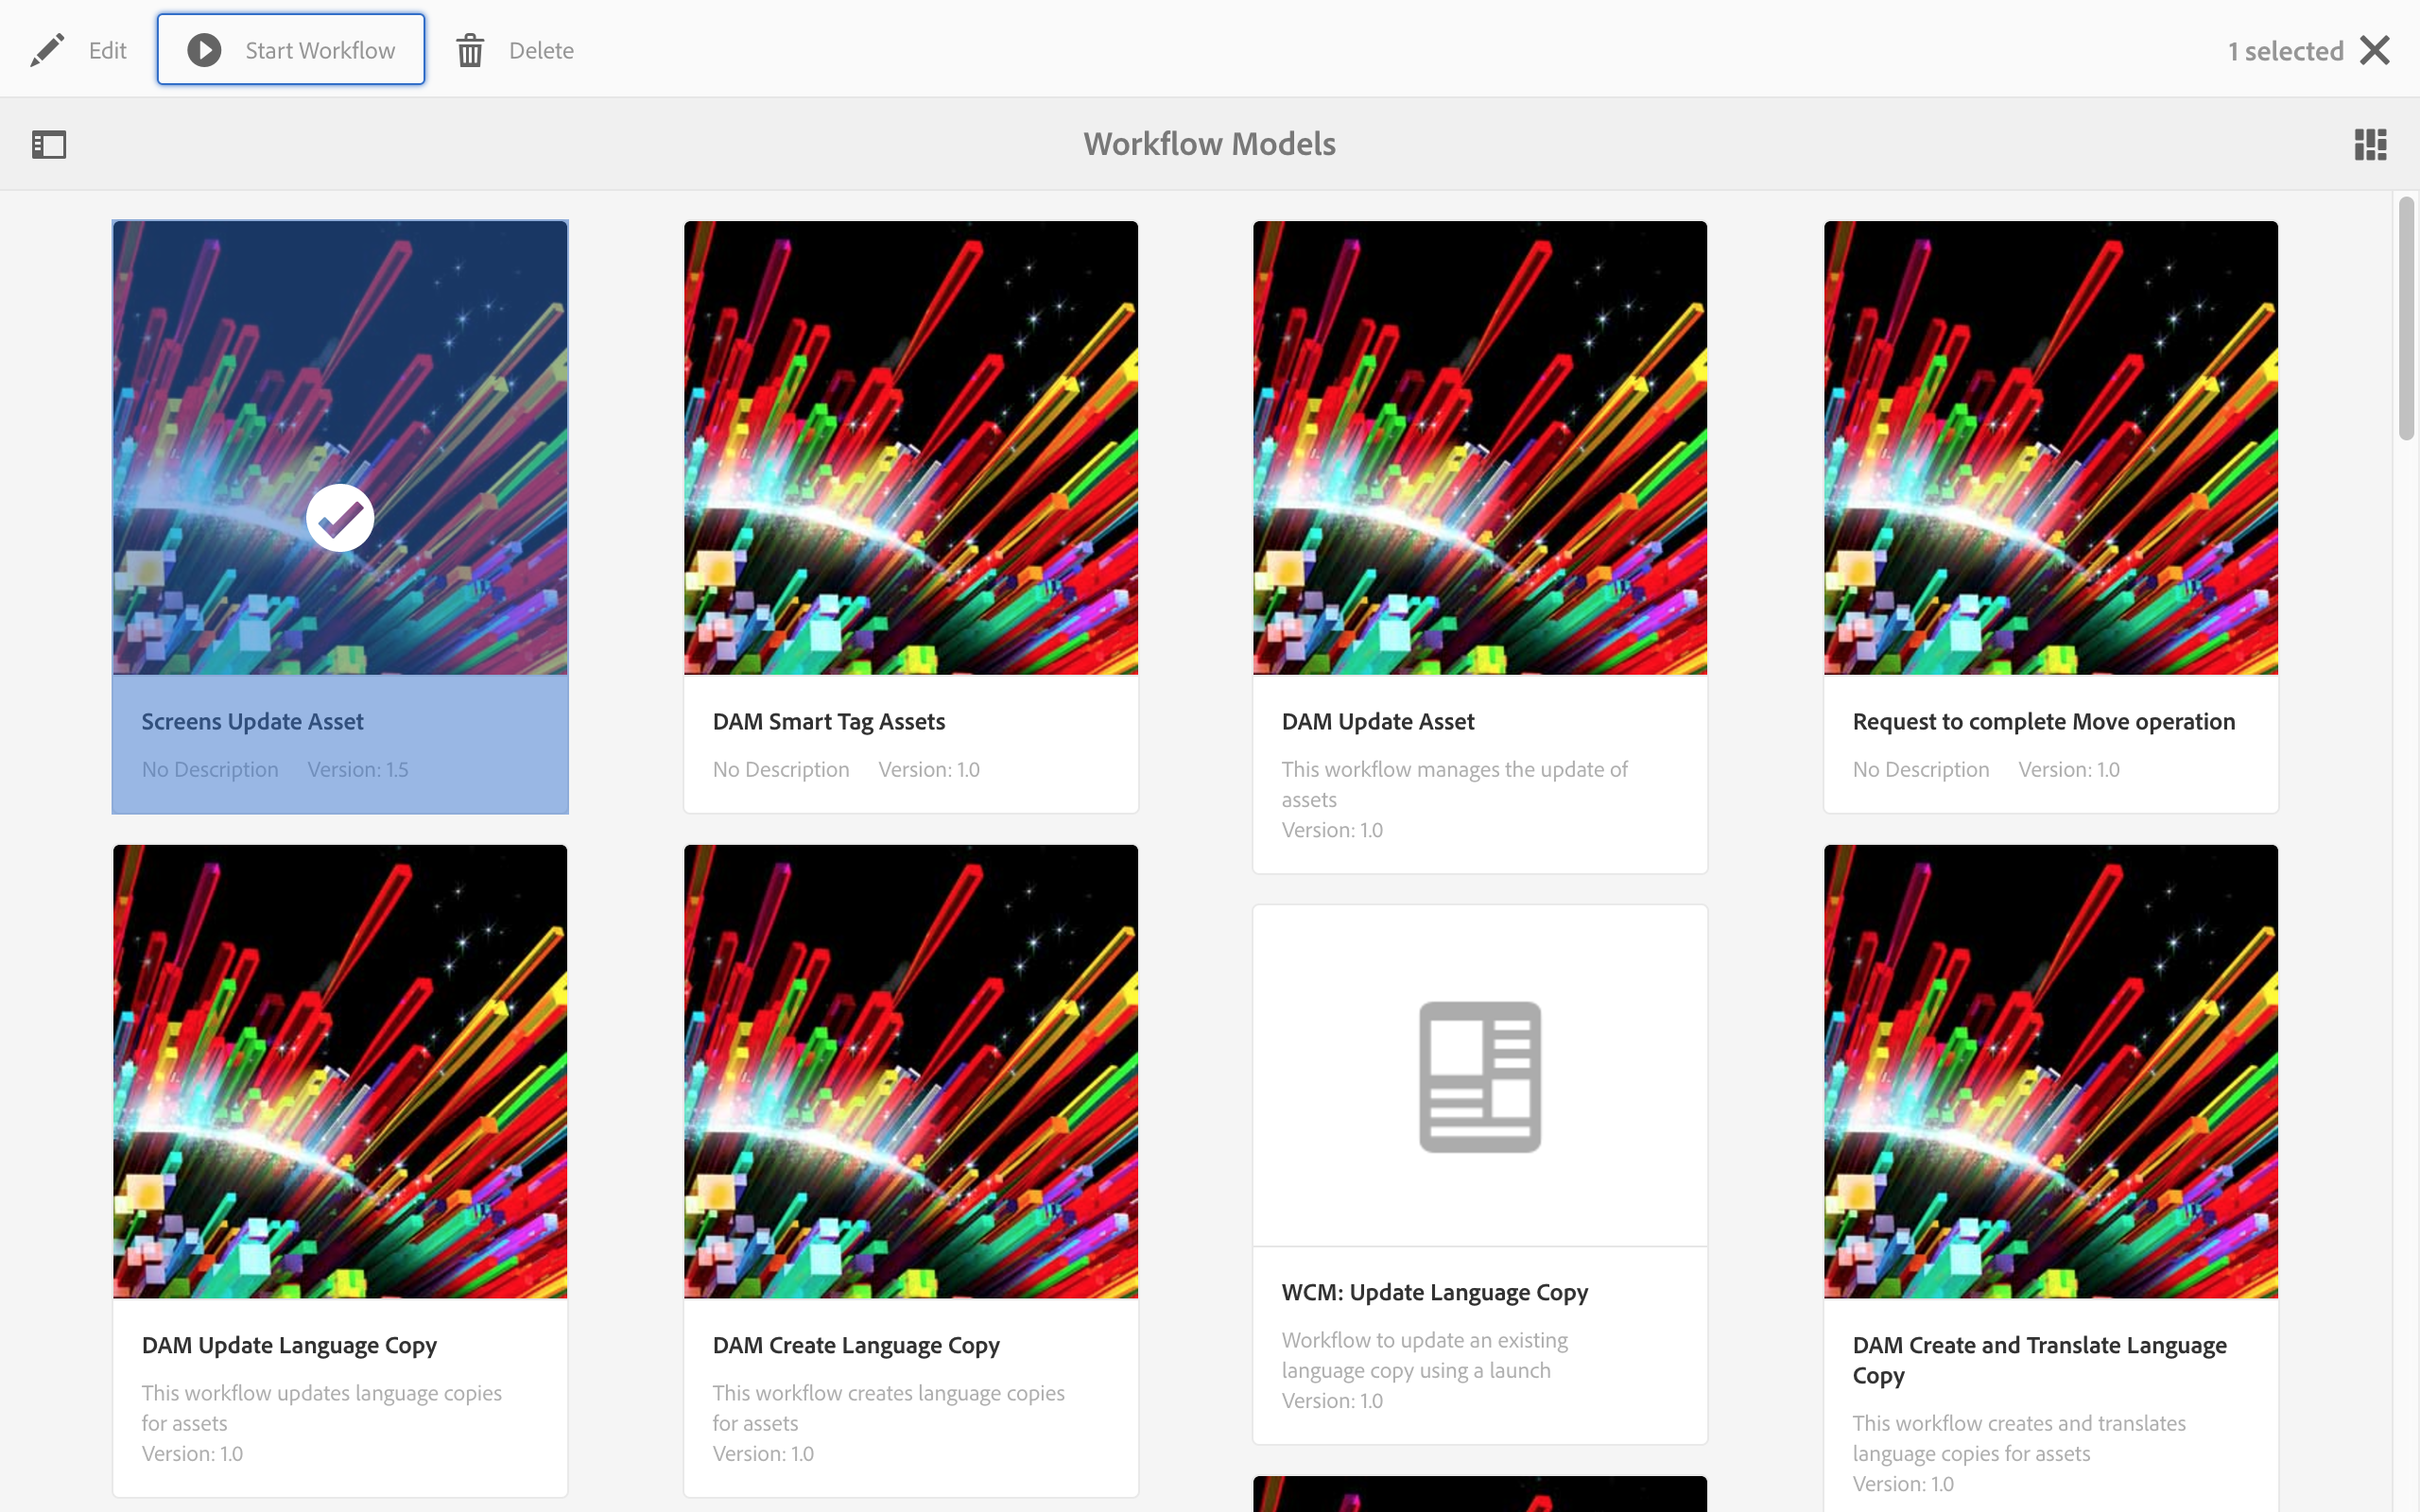 Edit
Start Workflow
Delete
1 selected
Workflow Models
Screens Update Asset
No Description Version: 1.5
DAM Smart Tag Assets
No Description Version: 1.0
DAM Update Asset
This workflow manages the update of
assets
Version: 1.0
Request to complete Move operation
No Description Version: 1.0
DAM Update Language Copy
This workflow updates language copies
for assets
Version: 1.0
DAM Create Language Copy
This workflow creates language copies
for assets
Version: 1.0
WCM: Update Language Copy
Workflow to update an existing
language copy using a launch
Version: 1.0
DAM Create and Translate Language
Copy
This workflow creates and translates
language copies for assets
Version: 1.0